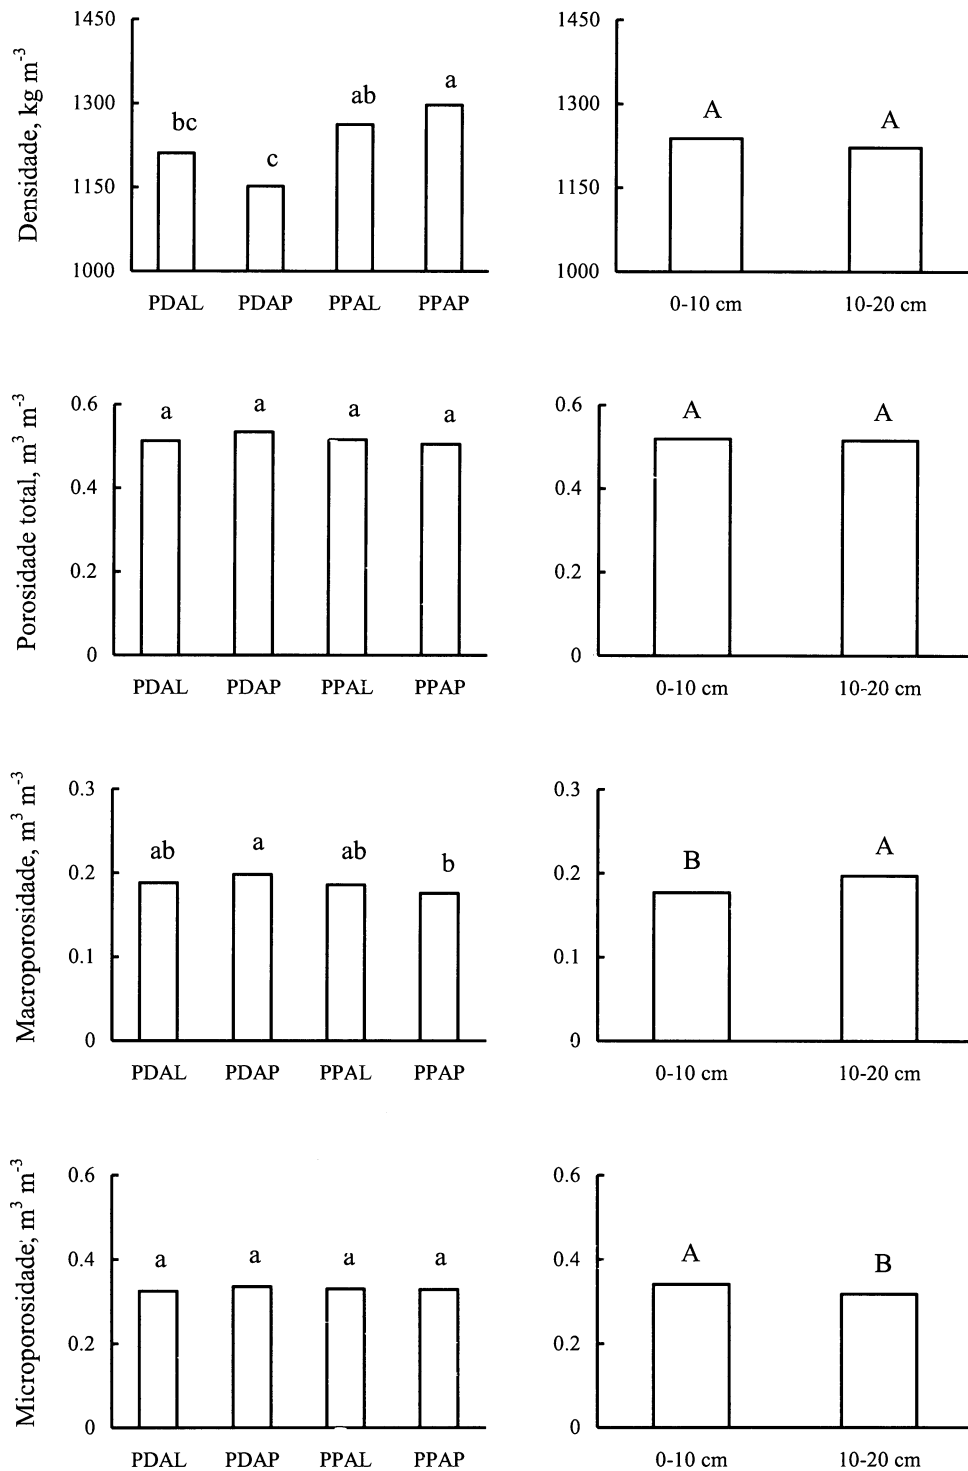 Densidade, kg m⁻³
1450
1300
1150
1000
bc
c
ab
a
PDAL
PDAP
PPAL
PPAP
1450
1300
1150
1000
A
A
0-10 cm
10-20 cm
Porosidade total, m³ m⁻³
0.6
0.4
0.2
0
a
a
a
a
PDAL
PDAP
PPAL
PPAP
0.6
0.4
0.2
0
A
A
0-10 cm
10-20 cm
Macroporosidade, m³ m⁻³
0.3
0.2
0.1
0
ab
a
ab
b
PDAL
PDAP
PPAL
PPAP
0.3
0.2
0.1
0
B
A
0-10 cm
10-20 cm
Microporosidade, m³ m⁻³
0.6
0.4
0.2
0
a
a
a
a
PDAL
PDAP
PPAL
PPAP
0.6
0.4
0.2
0
A
B
0-10 cm
10-20 cm